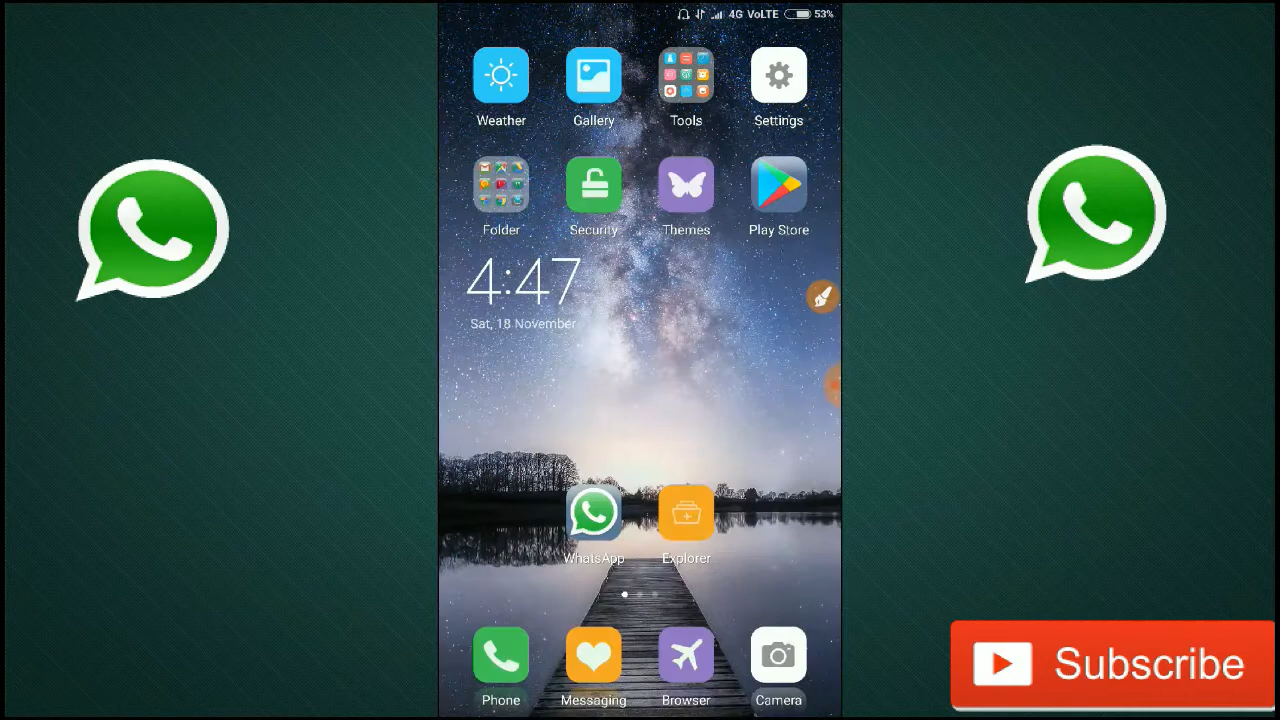 4G VoLTE 53%
Weather Gallery Tools Settings
Folder Security Themes Play Store
4:47
Sat, 18 November
WhatsApp Explorer
Phone Messaging Browser Camera
Subscribe